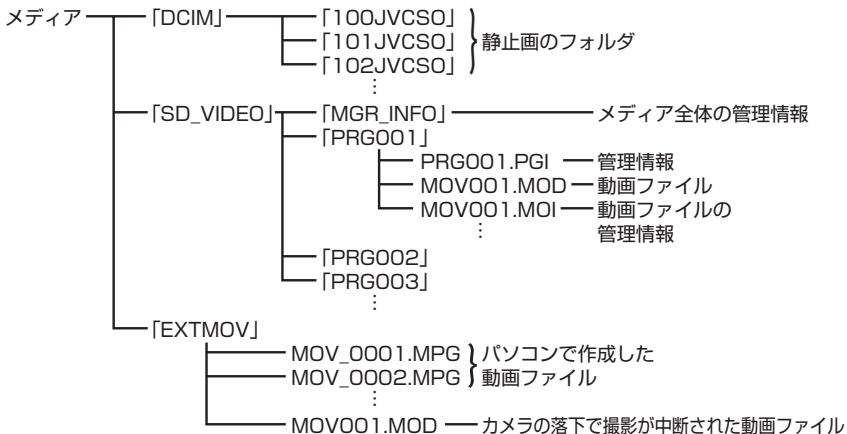 メディア
「DCIM」
「100JVCSO」
「101JVCSO」
「102JVCSO」
静止画のフォルダ
⋮
「SD_VIDEO」
「MGR_INFO」
メディア全体の管理情報
「PRG001」
PRG001.PGI
管理情報
MOV001.MOD
動画ファイル
MOV001.MOI
動画ファイルの
管理情報
⋮
「PRG002」
「PRG003」
⋮
「EXTMOV」
MOV_0001.MPG
パソコンで作成した
MOV_0002.MPG
動画ファイル
⋮
MOV001.MOD
カメラの落下で撮影が中断された動画ファイル